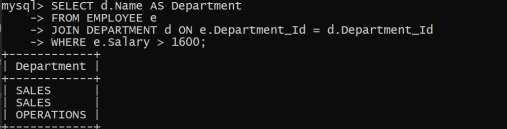 mysql> SELECT d.Name AS Department
    -> FROM EMPLOYEE e
    -> JOIN DEPARTMENT d ON e.Department_Id = d.Department_Id
    -> WHERE e.Salary > 1600;
+------------+
| Department |
+------------+
| SALES      |
| SALES      |
| OPERATIONS |
+------------+